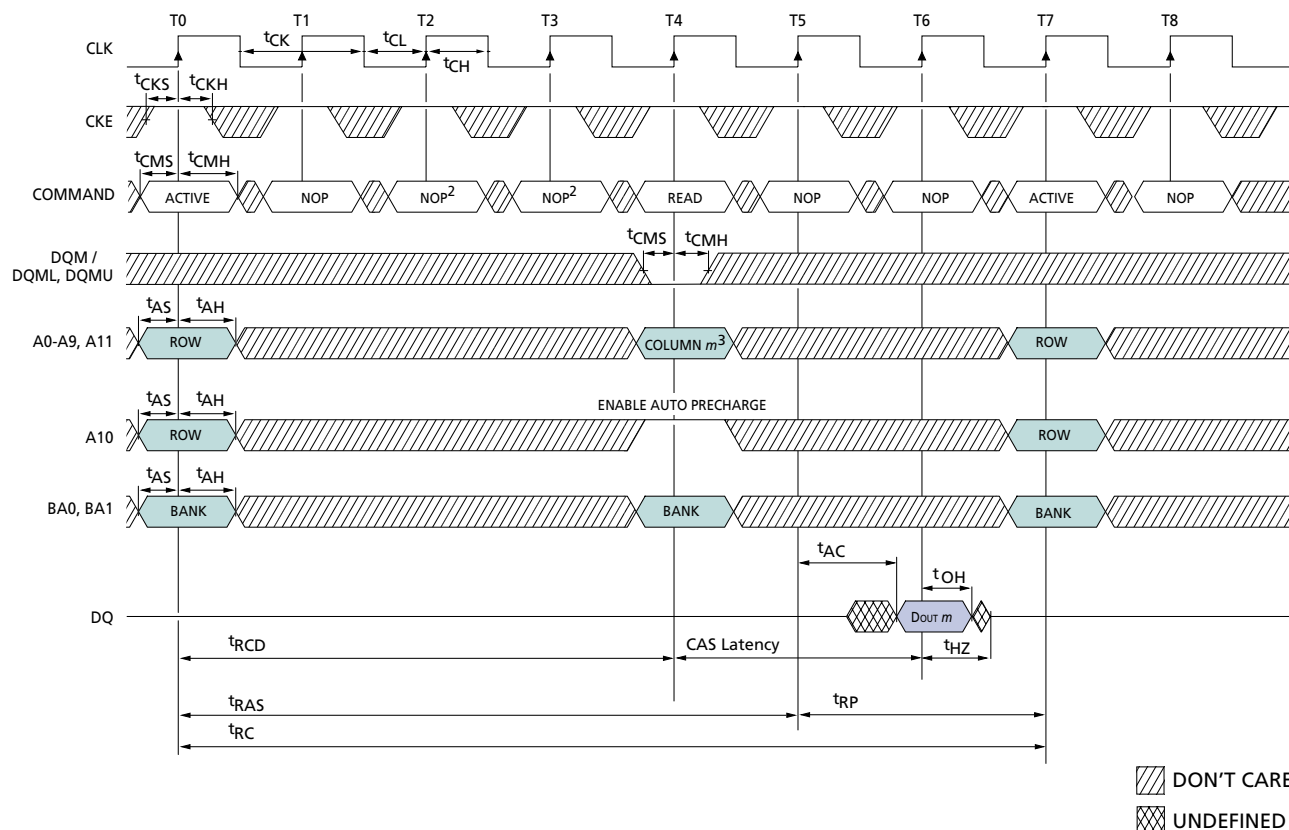 T0 T1 T2 T3 T4 T5 T6 T7 T8
CLK
tCK tCL
tCH
tCKS tCKH
CKE
tCMS tCMH
COMMAND ACTIVE NOP NOP2 NOP2 READ NOP NOP ACTIVE NOP
tCMS tCMH
DQM /
DQML, DQMU
tAS tAH
A0-A9, A11 ROW COLUMN m3 ROW
tAS tAH
ENABLE AUTO PRECHARGE
A10 ROW ROW
tAS tAH
BA0, BA1 BANK BANK BANK
tAC
tOH
DQ DOUT m
tRCD CAS Latency tHZ
tRAS tRP
tRC
DON'T CARE
UNDEFINED